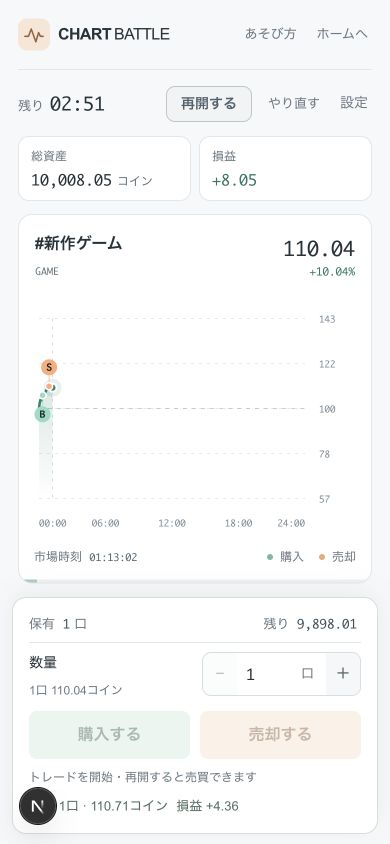 CHART BATTLE あそび方 ホームへ
残り 02:51 再開する やり直す 設定
総資産 損益
10,008.05 コイン +8.05
#新作ゲーム 110.04
GAME +10.04%
143
S 122
B 100
78
57
00:00 06:00 12:00 18:00 24:00
市場時刻 01:13:02 購入 売却
保有 1 口 残り 9,898.01
数量 − 1 口 +
1口 110.04コイン
購入する 売却する
トレードを開始・再開すると売買できます
N 1口 · 110.71コイン 損益 +4.36